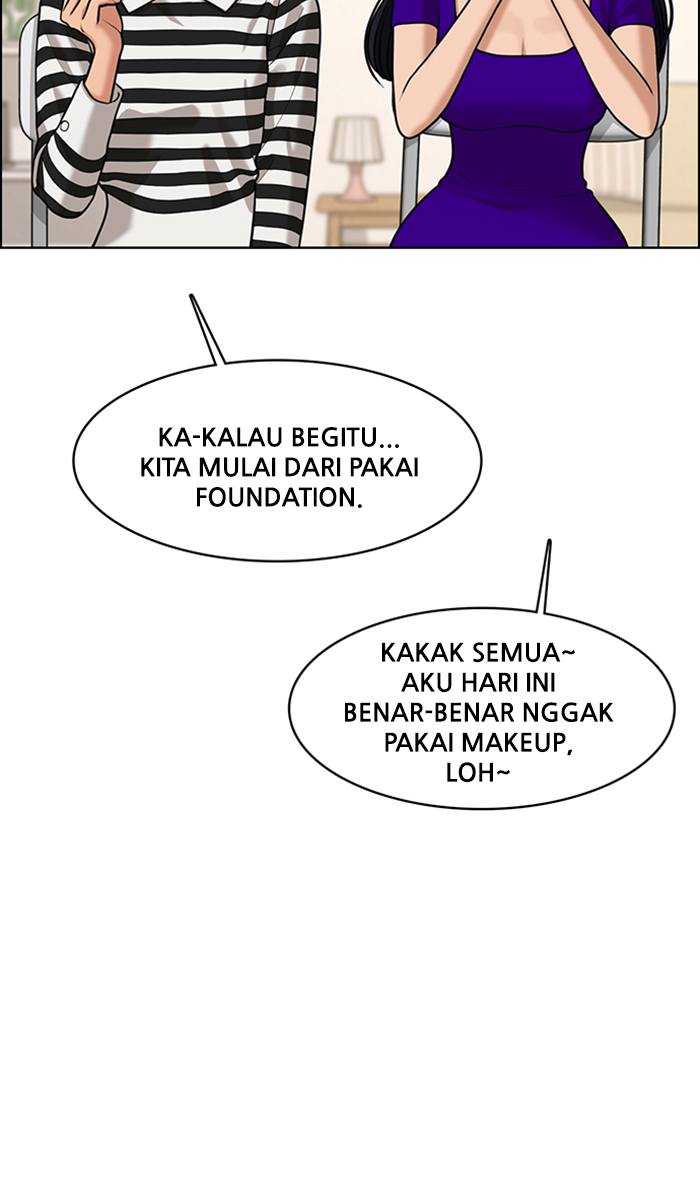 KA-KALAU BEGITU...
KITA MULAI DARI PAKAI
FOUNDATION.
KAKAK SEMUA~
AKU HARI INI
BENAR-BENAR NGGAK
PAKAI MAKEUP,
LOH~